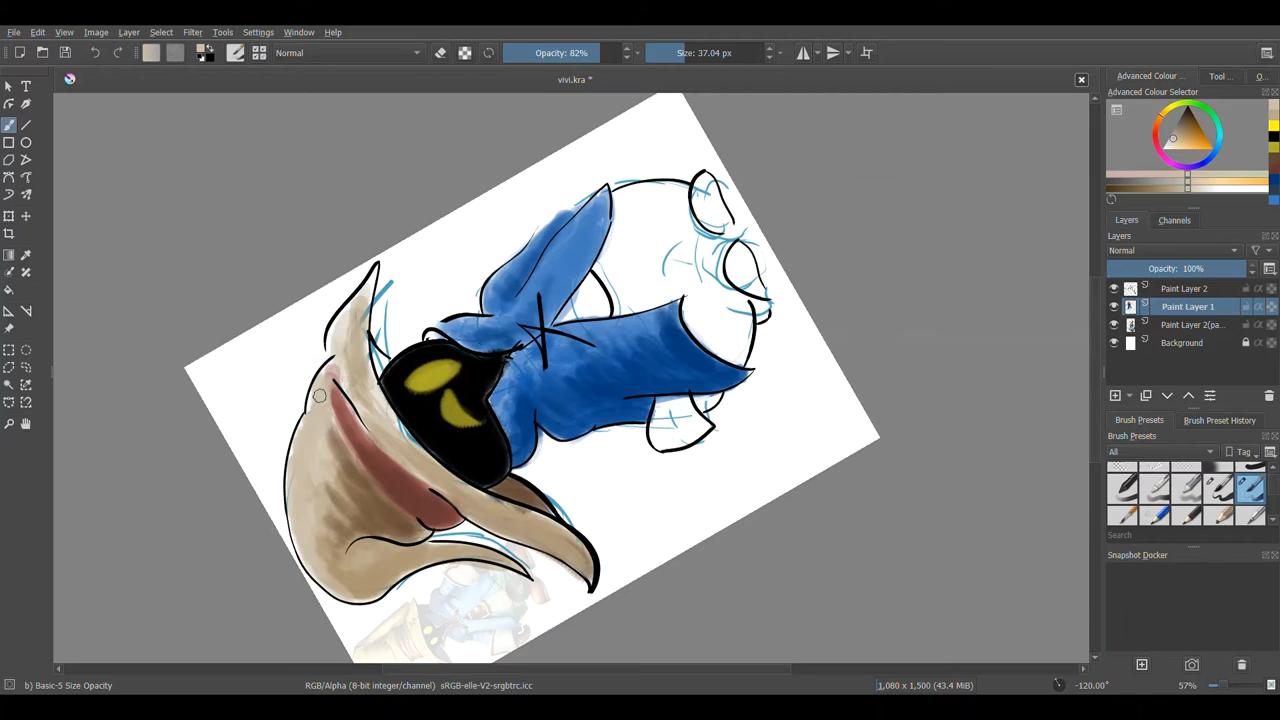 File Edit View Image Layer Select Filter Tools Settings Window Help
Normal Opacity: 82% Size: 37.04 px
vivi.kra *
Advanced Colour ... Tool ... O...
Advanced Colour Selector
Layers Channels
Layers
Normal
Opacity: 100%
Paint Layer 2
Paint Layer 1
Paint Layer 2(pa...
Background
Brush Presets Brush Preset History
Brush Presets
All Tag
Search
Snapshot Docker
b) Basic-5 Size Opacity RGB/Alpha (8-bit integer/channel) sRGB-elle-V2-srgbtrc.icc 1,080 x 1,500 (43.4 MiB) -120.00° 57%